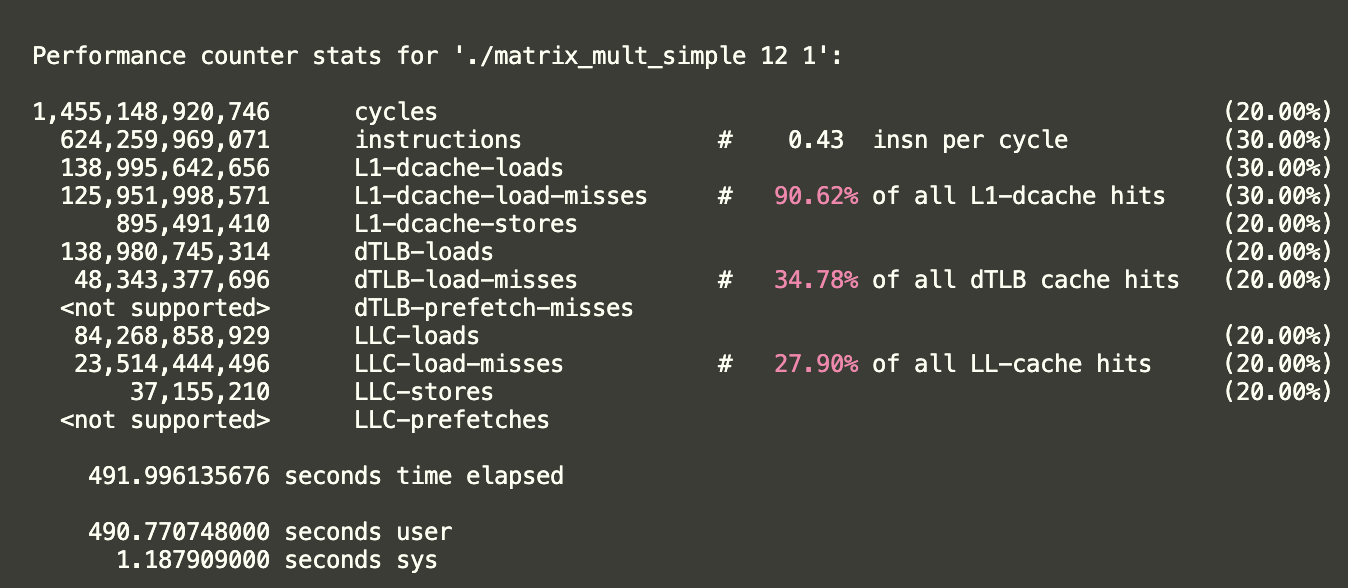 Performance counter stats for './matrix_mult_simple 12 1':
1,455,148,920,746 cycles (20.00%)
624,259,969,071 instructions # 0.43 insn per cycle (30.00%)
138,995,642,656 L1-dcache-loads (30.00%)
125,951,998,571 L1-dcache-load-misses # 90.62% of all L1-dcache hits (30.00%)
895,491,410 L1-dcache-stores (20.00%)
138,980,745,314 dTLB-loads (20.00%)
48,343,377,696 dTLB-load-misses # 34.78% of all dTLB cache hits (20.00%)
<not supported> dTLB-prefetch-misses
84,268,858,929 LLC-loads (20.00%)
23,514,444,496 LLC-load-misses # 27.90% of all LL-cache hits (20.00%)
37,155,210 LLC-stores (20.00%)
<not supported> LLC-prefetches
491.996135676 seconds time elapsed
490.770748000 seconds user
1.187909000 seconds sys